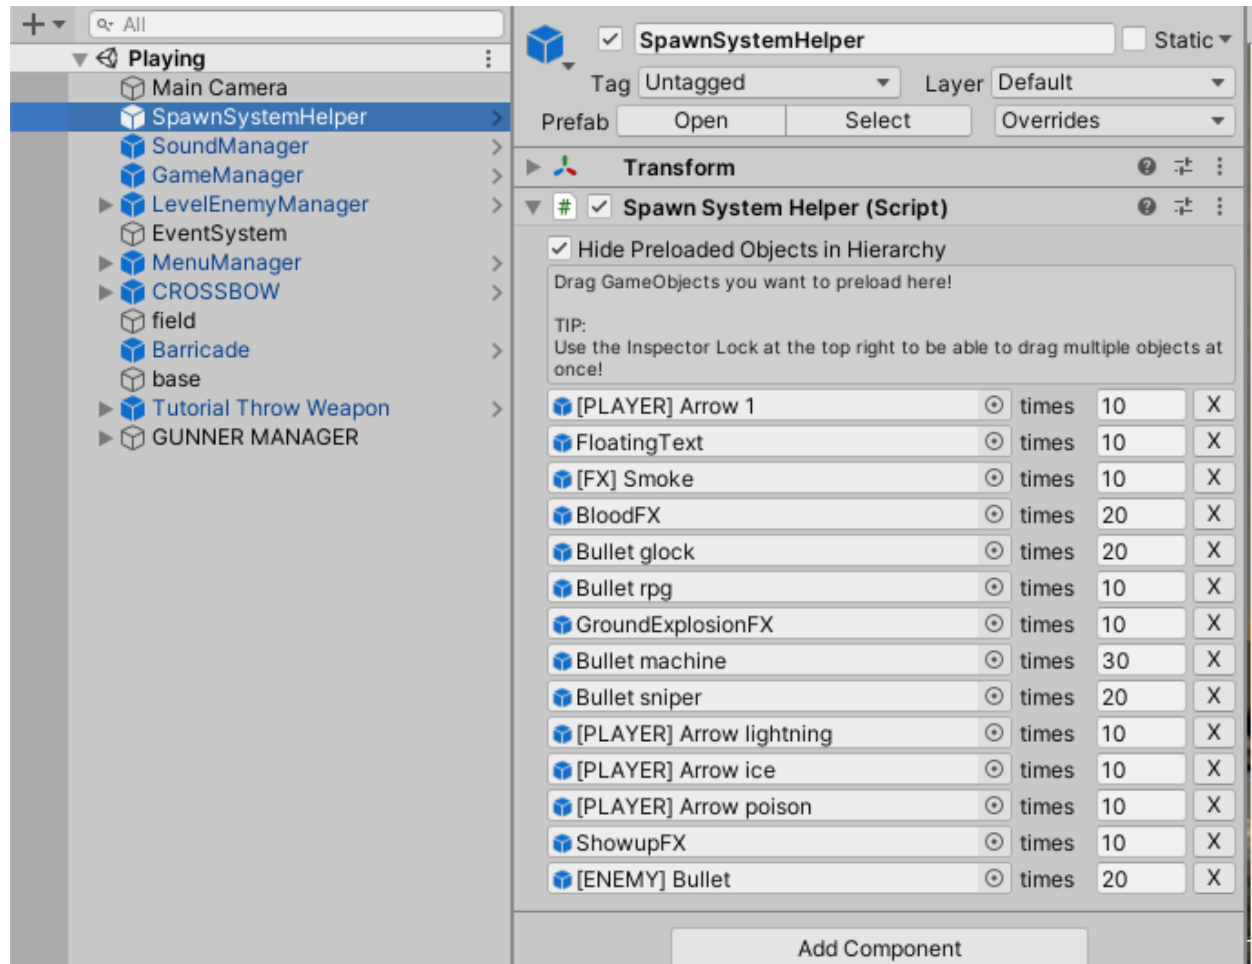 All
Playing
Main Camera
SpawnSystemHelper
SoundManager
GameManager
LevelEnemyManager
EventSystem
MenuManager
CROSSBOW
field
Barricade
base
Tutorial Throw Weapon
GUNNER MANAGER
SpawnSystemHelper Static
Tag Untagged Layer Default
Prefab Open Select Overrides
Transform
# Spawn System Helper (Script)
Hide Preloaded Objects in Hierarchy
Drag GameObjects you want to preload here!
TIP:
Use the Inspector Lock at the top right to be able to drag multiple objects at
once!
[PLAYER] Arrow 1 times 10 X
FloatingText times 10 X
[FX] Smoke times 10 X
BloodFX times 20 X
Bullet glock times 20 X
Bullet rpg times 10 X
GroundExplosionFX times 10 X
Bullet machine times 30 X
Bullet sniper times 20 X
[PLAYER] Arrow lightning times 10 X
[PLAYER] Arrow ice times 10 X
[PLAYER] Arrow poison times 10 X
ShowupFX times 10 X
[ENEMY] Bullet times 20 X
Add Component